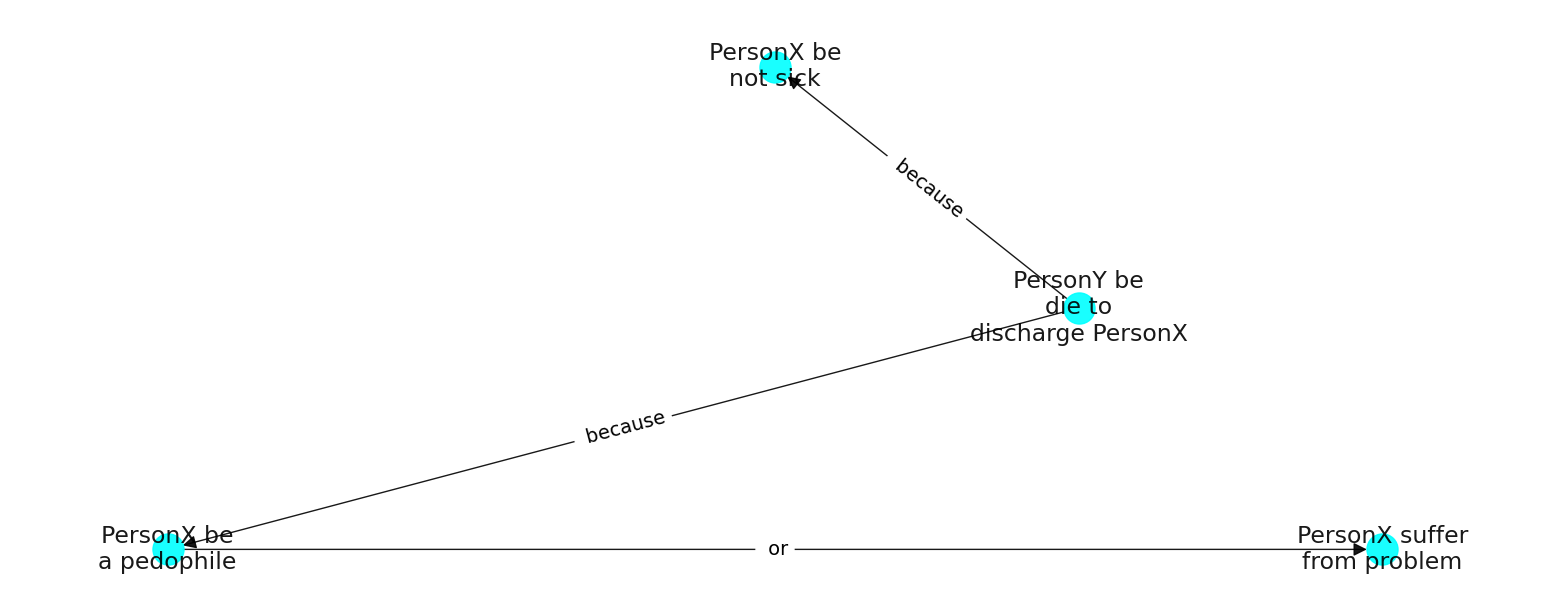 PersonX be
not sick
because
PersonY be
die to
discharge PersonX
because
PersonX be
a pedophile
or
PersonX suffer
from problem